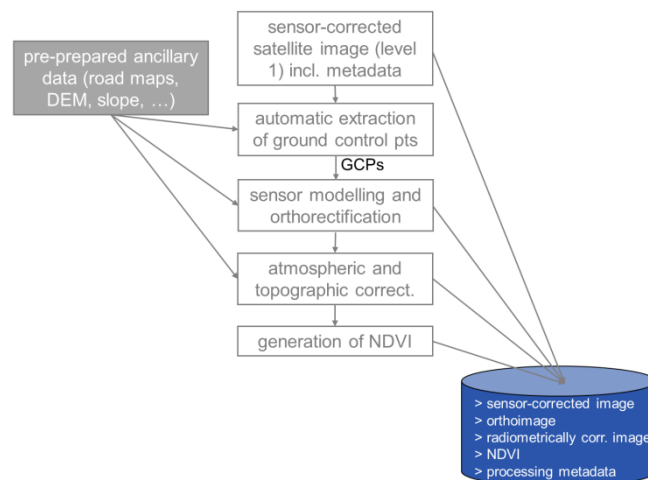 pre-prepared ancillary
data (road maps,
DEM, slope, …)
sensor-corrected
satellite image (level
1) incl. metadata
automatic extraction
of ground control pts
GCPs
sensor modelling and
orthorectification
atmospheric and
topographic correct.
generation of NDVI
> sensor-corrected image
> orthoimage
> radiometrically corr. image
> NDVI
> processing metadata